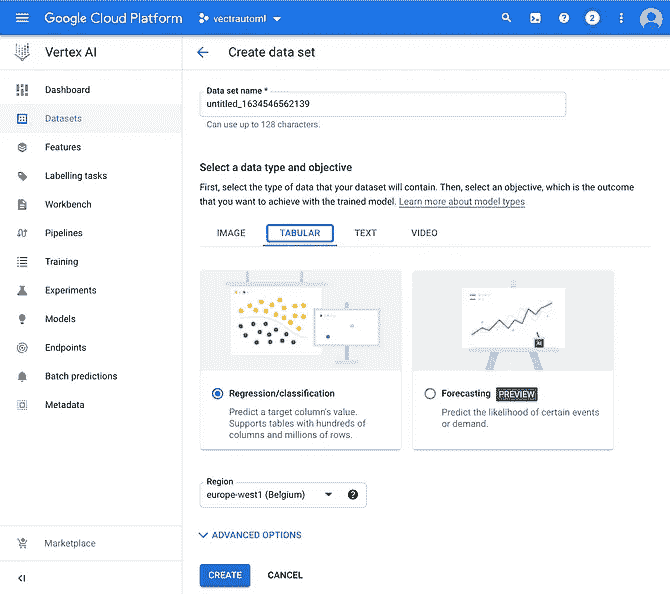 Google Cloud Platform
vectrautoml
2
Vertex AI
Create data set
Dashboard
Datasets
Features
Labelling tasks
Workbench
Pipelines
Training
Experiments
Models
Endpoints
Batch predictions
Metadata
Marketplace
Data set name *
untitled_1634546562139
Can use up to 128 characters.
Select a data type and objective
First, select the type of data that your dataset will contain. Then, select an objective, which is the outcome
that you want to achieve with the trained model. Learn more about model types
IMAGE
TABULAR
TEXT
VIDEO
Regression/classification
Predict a target column's value.
Supports tables with hundreds of
columns and millions of rows.
AI
Forecasting PREVIEW
Predict the likelihood of certain events
or demand.
Region
europe-west1 (Belgium)
ADVANCED OPTIONS
CREATE
CANCEL